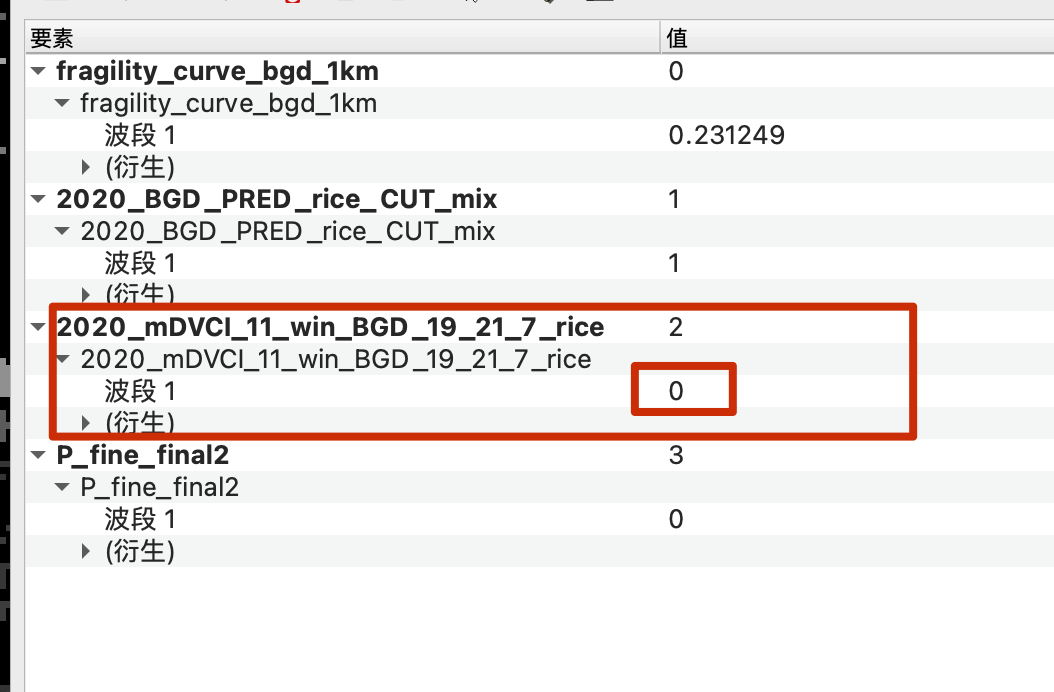 要素 值
fragility_curve_bgd_1km 0
fragility_curve_bgd_1km
波段 1 0.231249
(衍生)
2020_BGD_PRED_rice_CUT_mix 1
2020_BGD_PRED_rice_CUT_mix
波段 1 1
(衍生)
2020_mDVCI_11_win_BGD_19_21_7_rice 2
2020_mDVCI_11_win_BGD_19_21_7_rice
波段 1 0
(衍生)
P_fine_final2 3
P_fine_final2
波段 1 0
(衍生)